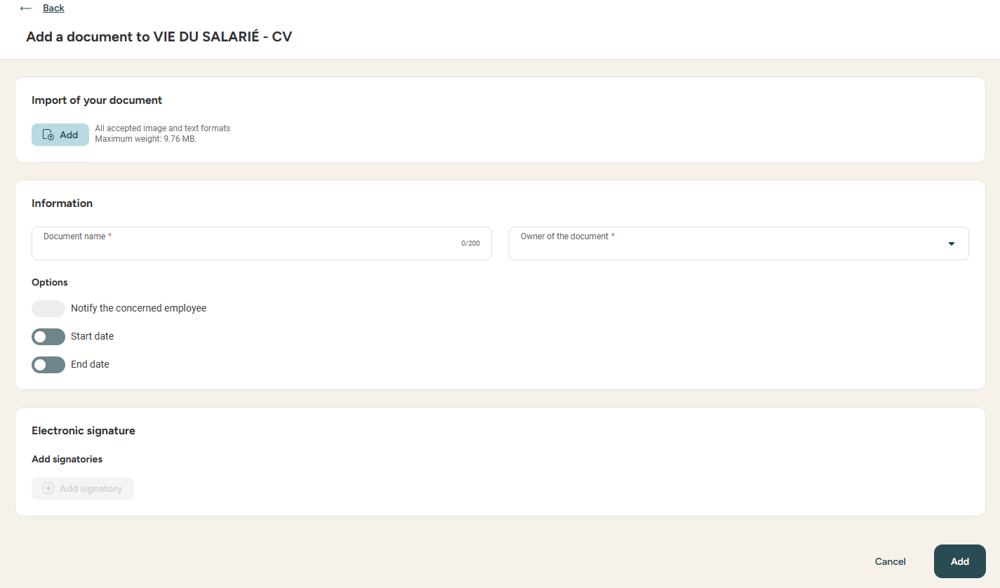 Back
Add a document to VIE DU SALARIÉ - CV
Import of your document
Add
All accepted image and text formats
Maximum weight: 9.76 MB.
Information
Document name *
0/200
Owner of the document *
Options
Notify the concerned employee
Start date
End date
Electronic signature
Add signatories
Add signatory
Cancel
Add